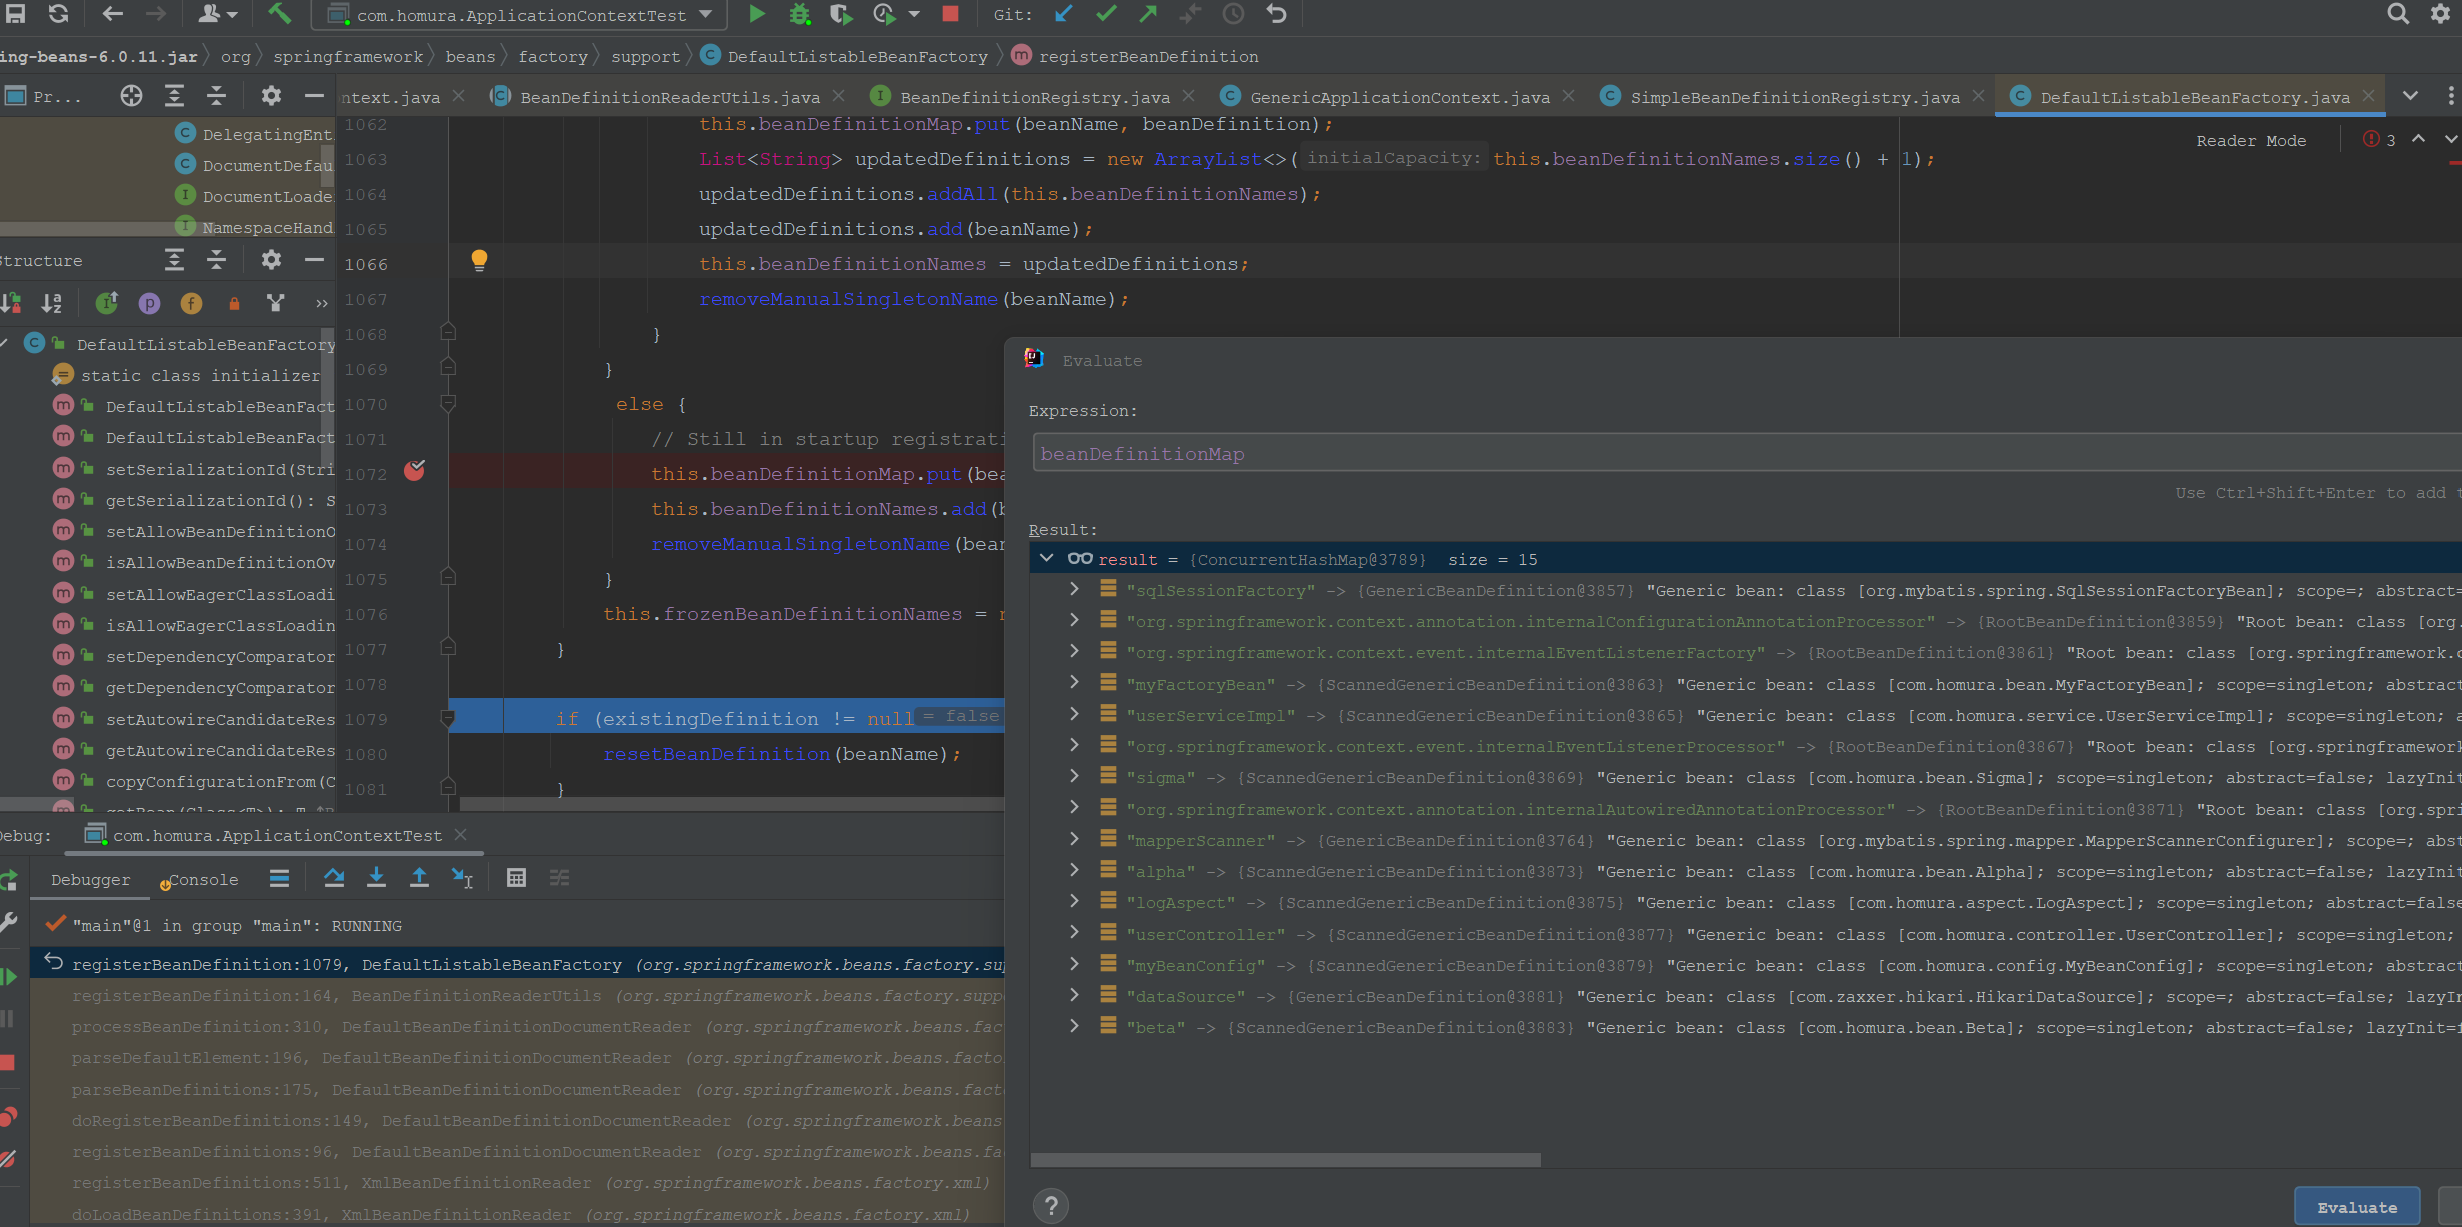 com.homura.ApplicationContextTest
Git:
ing-beans-6.0.11.jar
org
springframework
beans
factory
support
DefaultListableBeanFactory
registerBeanDefinition
Pr...
ntext.java
BeanDefinitionReaderUtils.java
BeanDefinitionRegistry.java
GenericApplicationContext.java
SimpleBeanDefinitionRegistry.java
DefaultListableBeanFactory.java
DelegatingEnt
DocumentDefau
DocumentLoade
NamespaceHand
Reader Mode
3
1062 this.beanDefinitionMap.put(beanName, beanDefinition);
1063 List<String> updatedDefinitions = new ArrayList<>( initialCapacity: this.beanDefinitionNames.size() + 1);
1064 updatedDefinitions.addAll(this.beanDefinitionNames);
1065 updatedDefinitions.add(beanName);
1066 this.beanDefinitionNames = updatedDefinitions;
1067 removeManualSingletonName(beanName);
1068 }
1069 }
1070 else {
1071 // Still in startup registrati
1072 this.beanDefinitionMap.put(bea
1073 this.beanDefinitionNames.add(b
1074 removeManualSingletonName(bean
1075 }
1076 this.frozenBeanDefinitionNames = n
1077 }
1078
1079 if (existingDefinition != null = false
1080 resetBeanDefinition(beanName);
1081 }
Structure
DefaultListableBeanFactory
static class initializer
DefaultListableBeanFact
DefaultListableBeanFact
setSerializationId(Stri
getSerializationId(): S
setAllowBeanDefinitionO
isAllowBeanDefinitionOv
setAllowEagerClassLoadi
isAllowEagerClassLoadin
setDependencyComparator
getDependencyComparator
setAutowireCandidateRes
getAutowireCandidateRes
copyConfigurationFrom(C
getBean(Class<T>): T
Evaluate
Expression:
beanDefinitionMap
Use Ctrl+Shift+Enter to add t
Result:
result = {ConcurrentHashMap@3789} size = 15
"sqlSessionFactory" -> {GenericBeanDefinition@3857} "Generic bean: class [org.mybatis.spring.SqlSessionFactoryBean]; scope=; abstract=
"org.springframework.context.annotation.internalConfigurationAnnotationProcessor" -> {RootBeanDefinition@3859} "Root bean: class [org.
"org.springframework.context.event.internalEventListenerFactory" -> {RootBeanDefinition@3861} "Root bean: class [org.springframework.c
"myFactoryBean" -> {ScannedGenericBeanDefinition@3863} "Generic bean: class [com.homura.bean.MyFactoryBean]; scope=singleton; abstract
"userServiceImpl" -> {ScannedGenericBeanDefinition@3865} "Generic bean: class [com.homura.service.UserServiceImpl]; scope=singleton; a
"org.springframework.context.event.internalEventListenerProcessor" -> {RootBeanDefinition@3867} "Root bean: class [org.springframework
"sigma" -> {ScannedGenericBeanDefinition@3869} "Generic bean: class [com.homura.bean.Sigma]; scope=singleton; abstract=false; lazyInit
"org.springframework.context.annotation.internalAutowiredAnnotationProcessor" -> {RootBeanDefinition@3871} "Root bean: class [org.spri
"mapperScanner" -> {GenericBeanDefinition@3764} "Generic bean: class [org.mybatis.spring.mapper.MapperScannerConfigurer]; scope=; abst
"alpha" -> {ScannedGenericBeanDefinition@3873} "Generic bean: class [com.homura.bean.Alpha]; scope=singleton; abstract=false; lazyInit
"logAspect" -> {ScannedGenericBeanDefinition@3875} "Generic bean: class [com.homura.aspect.LogAspect]; scope=singleton; abstract=false
"userController" -> {ScannedGenericBeanDefinition@3877} "Generic bean: class [com.homura.controller.UserController]; scope=singleton;
"myBeanConfig" -> {ScannedGenericBeanDefinition@3879} "Generic bean: class [com.homura.config.MyBeanConfig]; scope=singleton; abstract
"dataSource" -> {GenericBeanDefinition@3881} "Generic bean: class [com.zaxxer.hikari.HikariDataSource]; scope=; abstract=false; lazyIn
"beta" -> {ScannedGenericBeanDefinition@3883} "Generic bean: class [com.homura.bean.Beta]; scope=singleton; abstract=false; lazyInit=f
?
Evaluate
Debug:
com.homura.ApplicationContextTest
Debugger
Console
"main"@1 in group "main": RUNNING
registerBeanDefinition:1079, DefaultListableBeanFactory (org.springframework.beans.factory.sup
registerBeanDefinition:164, BeanDefinitionReaderUtils (org.springframework.beans.factory.suppo
processBeanDefinition:310, DefaultBeanDefinitionDocumentReader (org.springframework.beans.fac
parseDefaultElement:196, DefaultBeanDefinitionDocumentReader (org.springframework.beans.facto
parseBeanDefinitions:175, DefaultBeanDefinitionDocumentReader (org.springframework.beans.fact
doRegisterBeanDefinitions:149, DefaultBeanDefinitionDocumentReader (org.springframework.beans
registerBeanDefinitions:96, DefaultBeanDefinitionDocumentReader (org.springframework.beans.fac
registerBeanDefinitions:511, XmlBeanDefinitionReader (org.springframework.beans.factory.xml)
doLoadBeanDefinitions:391, XmlBeanDefinitionReader (org.springframework.beans.factory.xml)